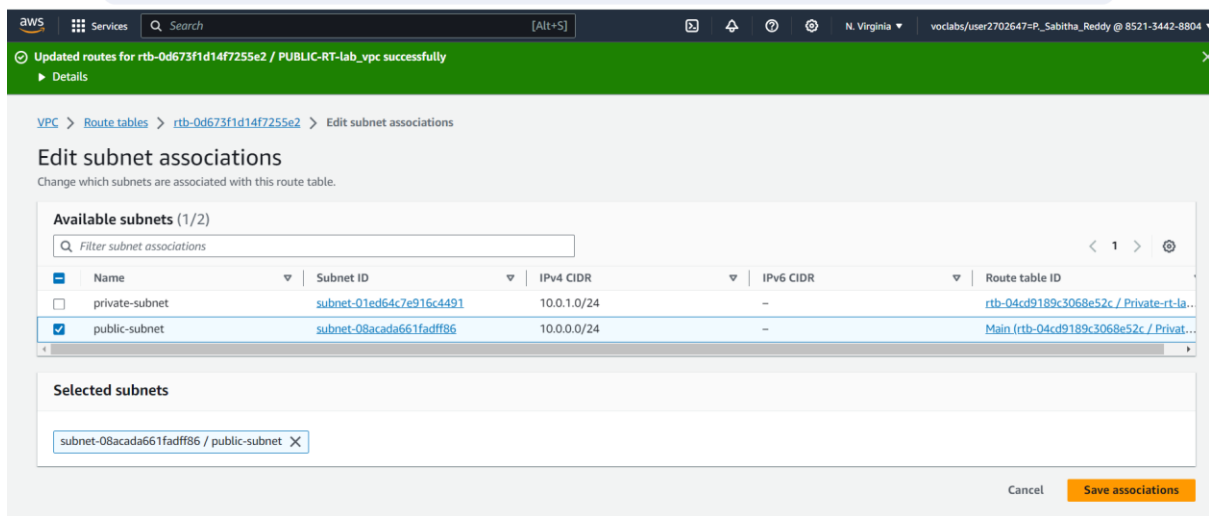 aws Services Search [Alt+S] N. Virginia ▼ voclabs/user2702647=P,_Sabitha_Reddy @ 8521-3442-8804
Updated routes for rtb-0d673f1d14f7255e2 / PUBLIC-RT-lab_vpc successfully
▶ Details
VPC > Route tables > rtb-0d673f1d14f7255e2 > Edit subnet associations
Edit subnet associations
Change which subnets are associated with this route table.
Available subnets (1/2)
Filter subnet associations < 1 >
Name Subnet ID IPv4 CIDR IPv6 CIDR Route table ID
private-subnet subnet-01ed64c7e916c4491 10.0.1.0/24 – rtb-04cd9189c3068e52c / Private-rt-la...
public-subnet subnet-08acada661fadff86 10.0.0.0/24 – Main (rtb-04cd9189c3068e52c / Privat...
Selected subnets
subnet-08acada661fadff86 / public-subnet X
Cancel Save associations